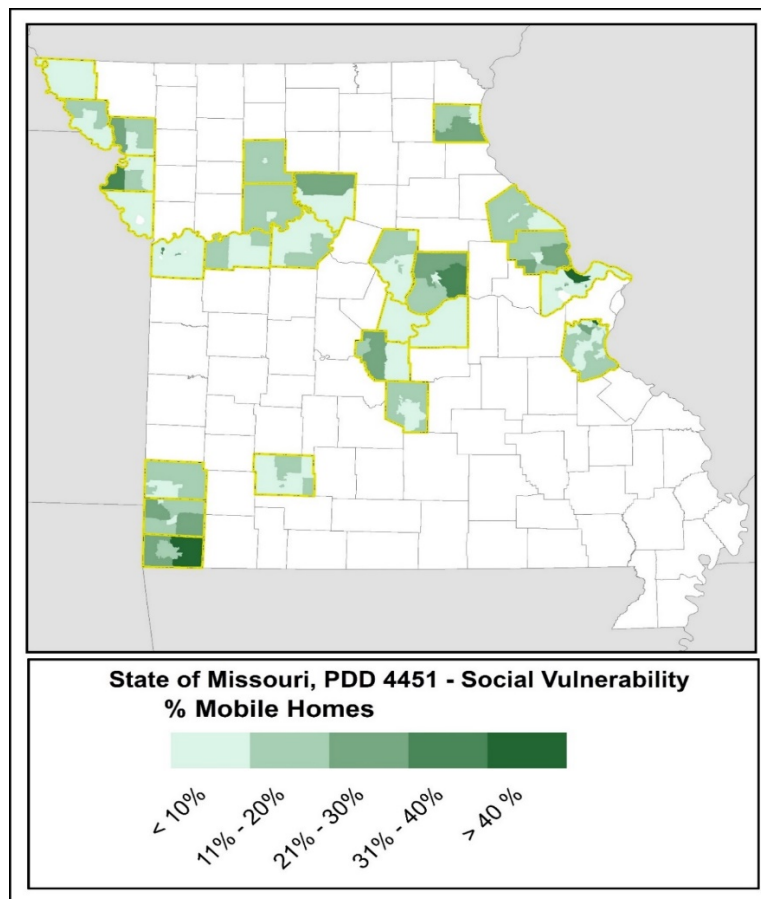 State of Missouri, PDD 4451 - Social Vulnerability
% Mobile Homes
< 10%
11% - 20%
21% - 30%
31% - 40%
> 40 %